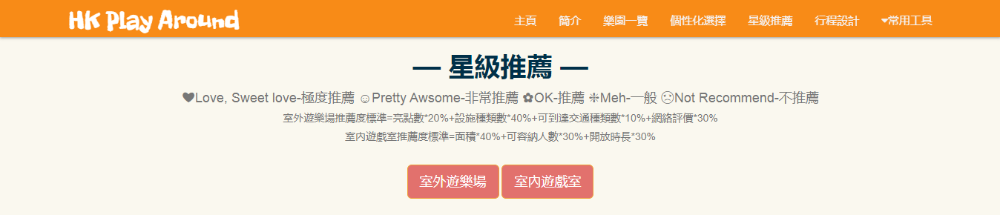 HK Play Around
主頁 簡介 樂園一覽 個性化選擇 星級推薦 行程設計 常用工具
— 星級推薦 —
❤Love, Sweet love-極度推薦 ☺Pretty Awsome-非常推薦 ✿OK-推薦 ❉Meh-一般 ☹Not Recommend-不推薦
室外遊樂場推薦度標準=亮點數*20%+設施種類數*40%+可到達交通種類數*10%+網絡評價*30%
室內遊戲室推薦度標準=面積*40%+可容納人數*30%+開放時長*30%
室外遊樂場 室內遊戲室